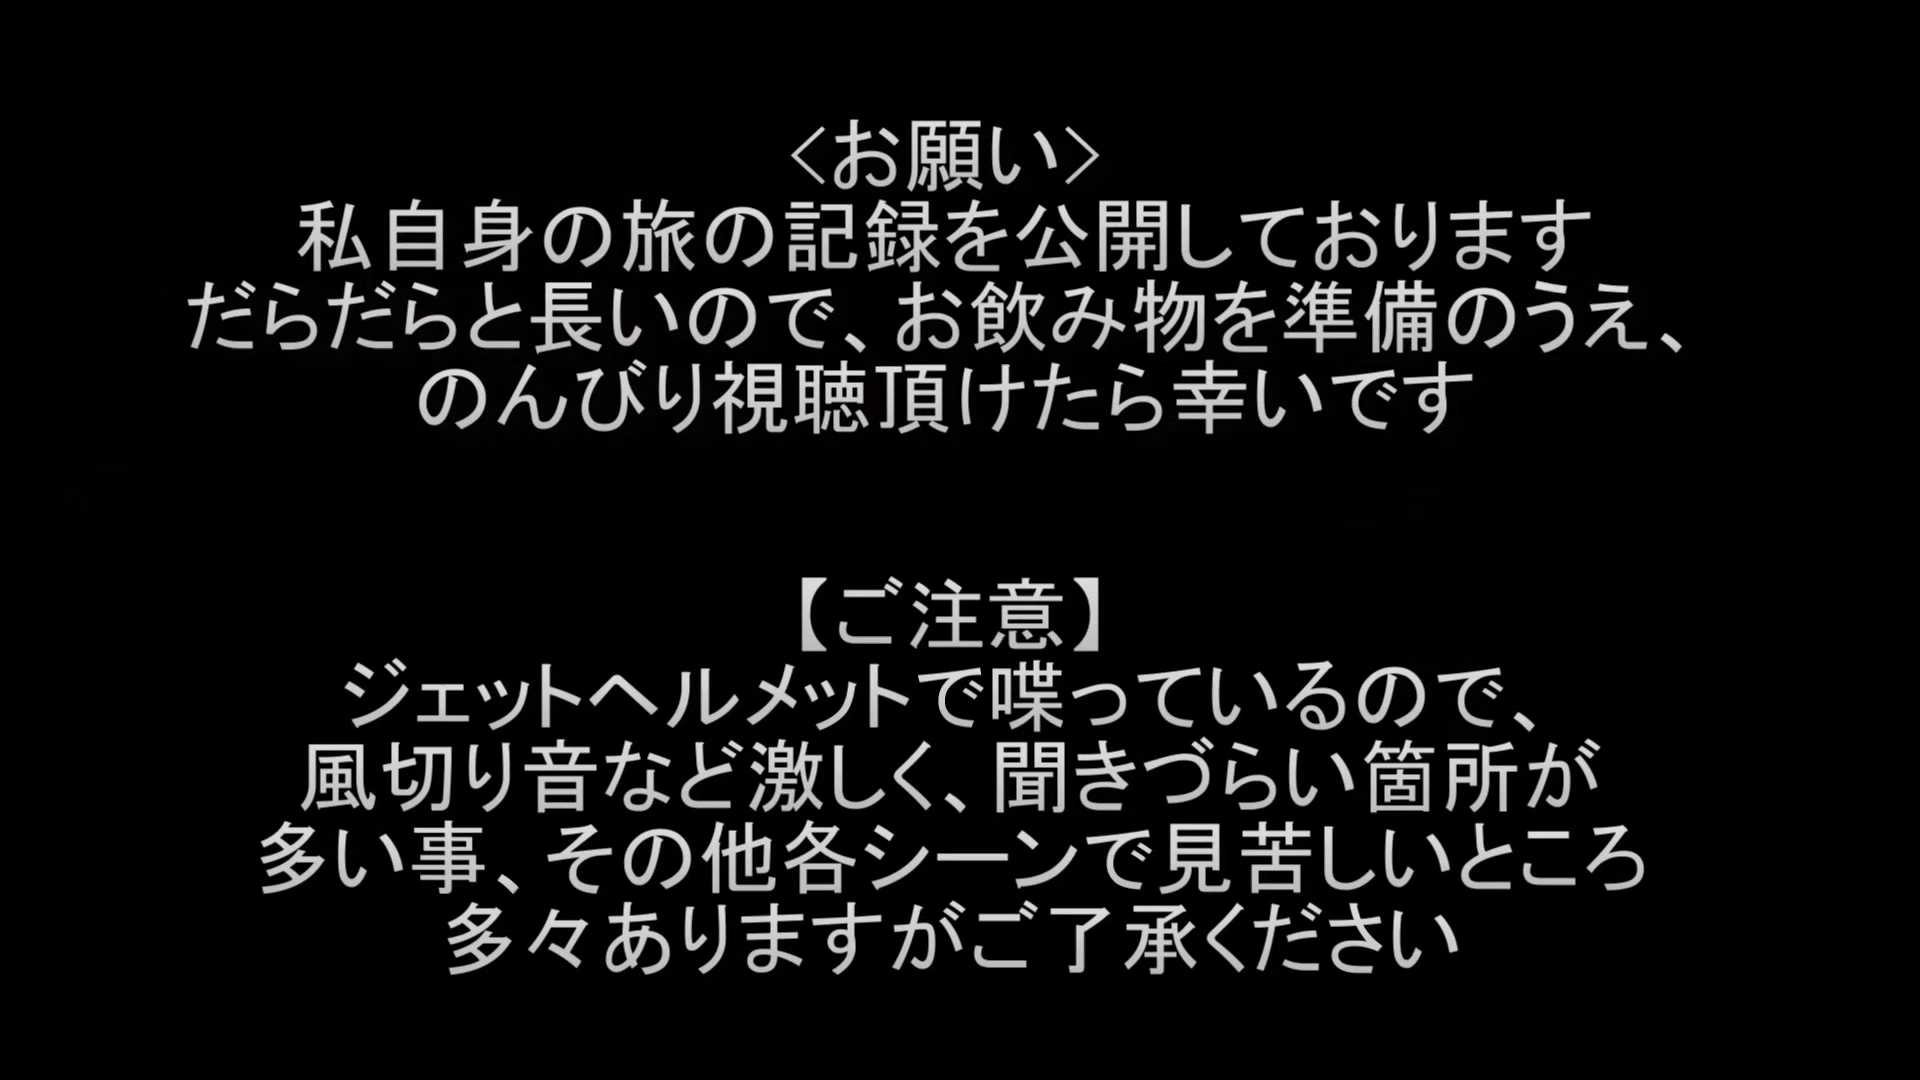 <お願い>
私自身の旅の記録を公開しております
だらだらと長いので、お飲み物を準備のうえ、
のんびり視聴頂けたら幸いです
【ご注意】
ジェットヘルメットで喋っているので、
風切り音など激しく、聞きづらい箇所が
多い事、その他各シーンで見苦しいところ
多々ありますがご了承ください